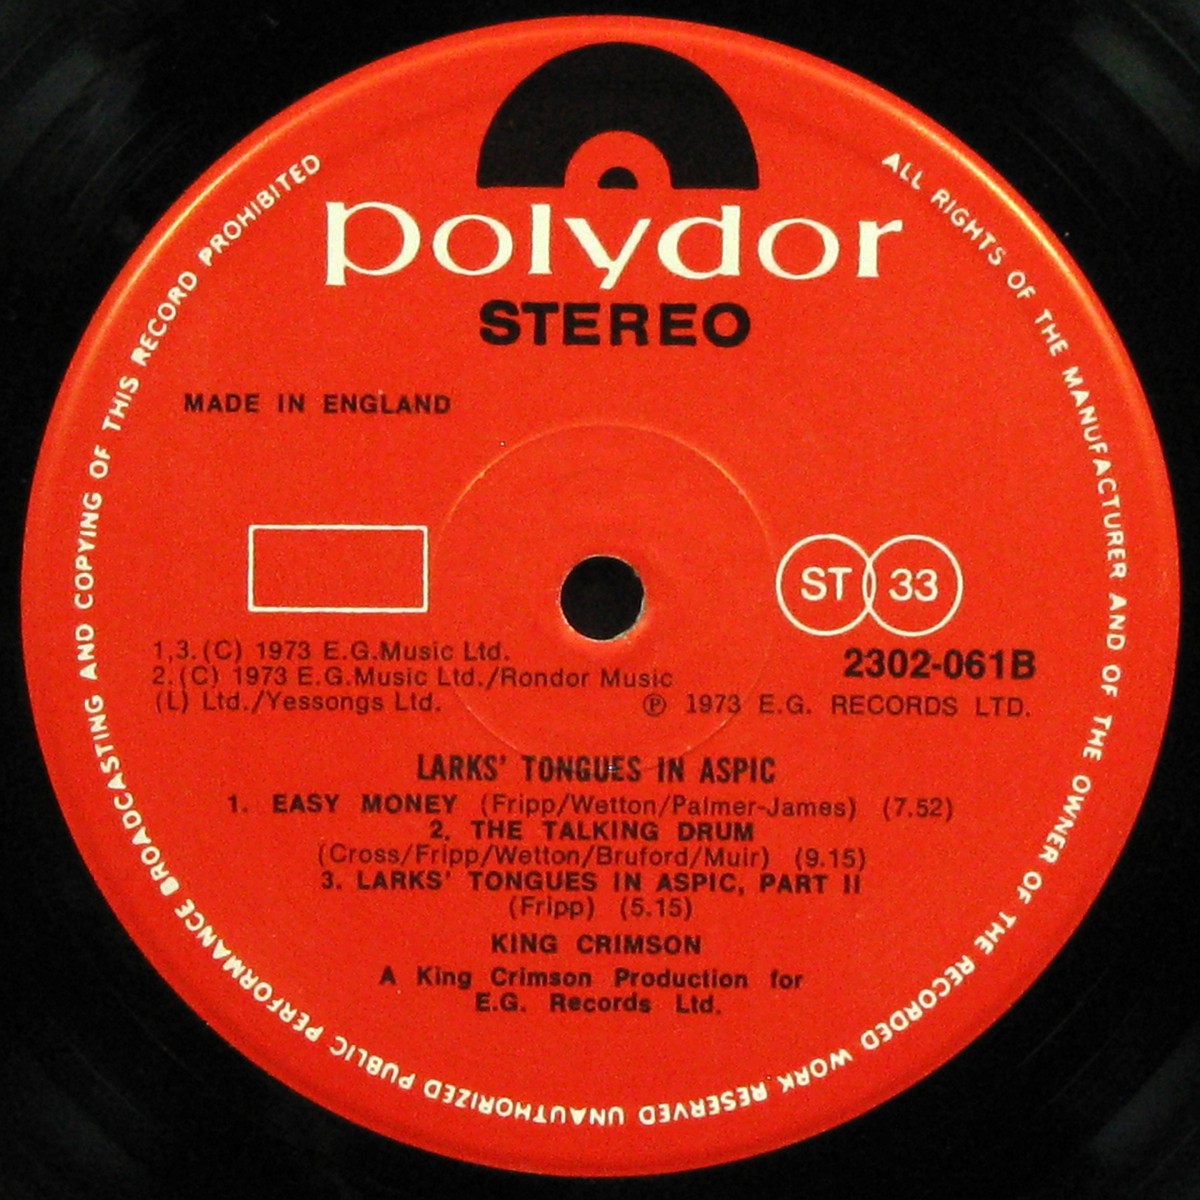 polydor
STEREO
MADE IN ENGLAND
ST 33
2302-061B
1,3.(C) 1973 E.G.Music Ltd.
2.(C) 1973 E.G.Music Ltd./Rondor Music
(L) Ltd./Yessongs Ltd.
℗ 1973 E.G. RECORDS LTD.
LARKS' TONGUES IN ASPIC
1. EASY MONEY (Fripp/Wetton/Palmer-James) (7.52)
2. THE TALKING DRUM
(Cross/Fripp/Wetton/Bruford/Muir) (9.15)
3. LARKS' TONGUES IN ASPIC, PART II
(Fripp) (5.15)
KING CRIMSON
A King Crimson Production for
E.G. Records Ltd.
ALL RIGHTS OF THE MANUFACTURER AND OF THE OWNER OF THE RECORDED WORK RESERVED UNAUTHORIZED PUBLIC PERFORMANCE BROADCASTING AND COPYING OF THIS RECORD PROHIBITED